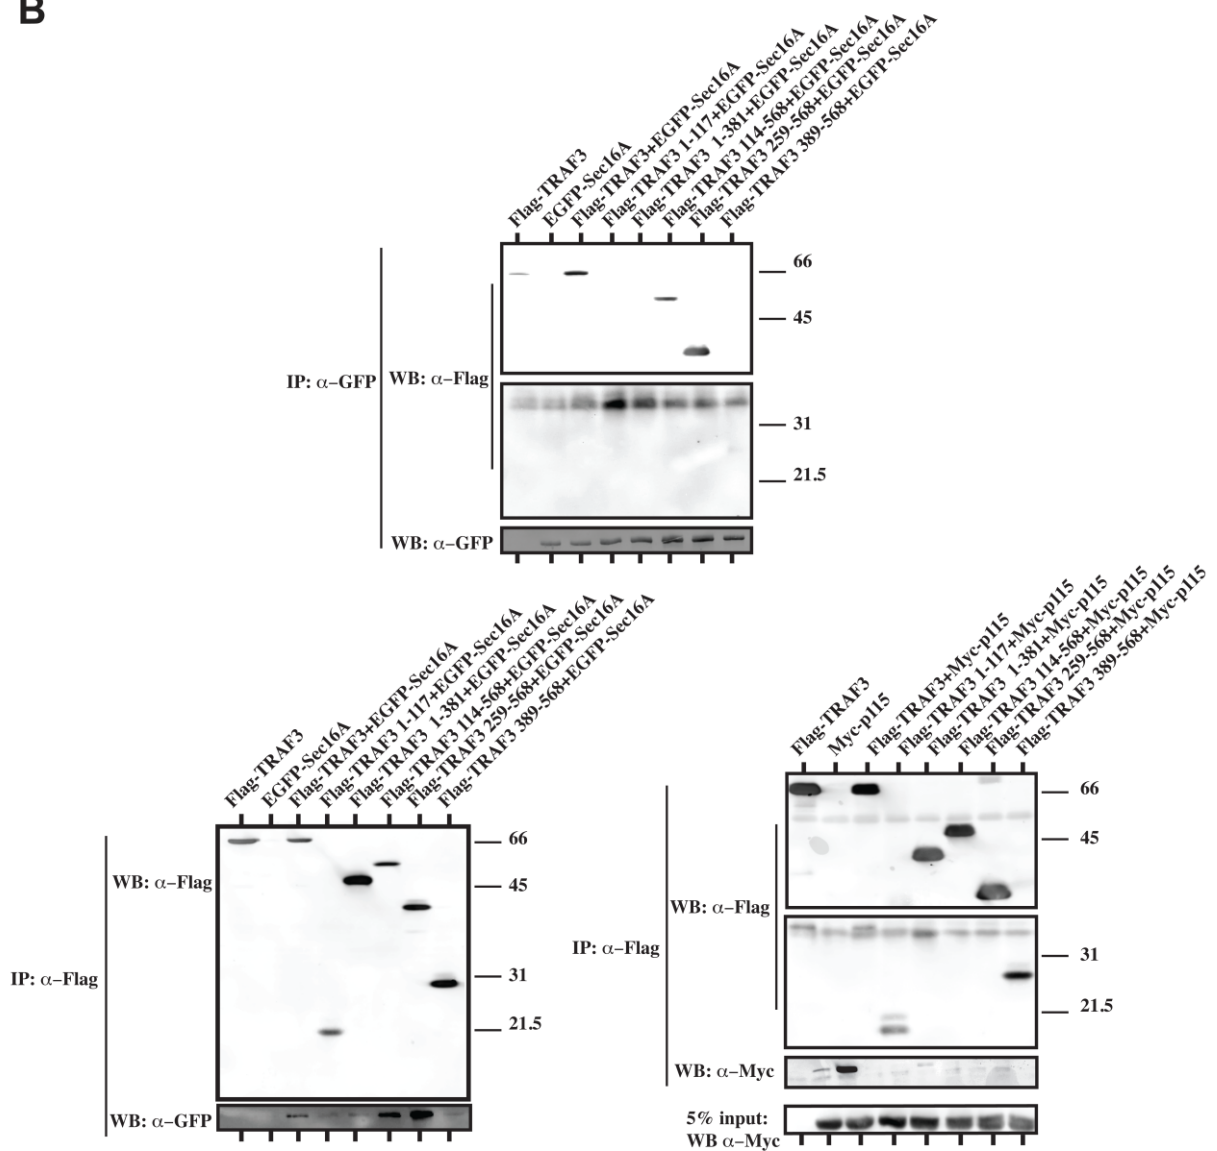 B
Flag-TRAF3
EGFP-Sec16A
Flag-TRAF3+EGFP-Sec16A
Flag-TRAF3 1-117+EGFP-Sec16A
Flag-TRAF3 1-381+EGFP-Sec16A
Flag-TRAF3 114-568+EGFP-Sec16A
Flag-TRAF3 259-568+EGFP-Sec16A
Flag-TRAF3 389-568+EGFP-Sec16A
66
45
IP: α–GFP
WB: α–Flag
31
21.5
WB: α–GFP
Flag-TRAF3
EGFP-Sec16A
Flag-TRAF3+EGFP-Sec16A
Flag-TRAF3 1-117+EGFP-Sec16A
Flag-TRAF3 1-381+EGFP-Sec16A
Flag-TRAF3 114-568+EGFP-Sec16A
Flag-TRAF3 259-568+EGFP-Sec16A
Flag-TRAF3 389-568+EGFP-Sec16A
66
WB: α–Flag
45
IP: α–Flag
31
21.5
WB: α–GFP
Flag-TRAF3
Myc-p115
Flag-TRAF3+Myc-p115
Flag-TRAF3 1-117+Myc-p115
Flag-TRAF3 1-381+Myc-p115
Flag-TRAF3 114-568+Myc-p115
Flag-TRAF3 259-568+Myc-p115
Flag-TRAF3 389-568+Myc-p115
66
45
WB: α–Flag
IP: α–Flag
31
21.5
WB: α–Myc
5% input:
WB α–Myc